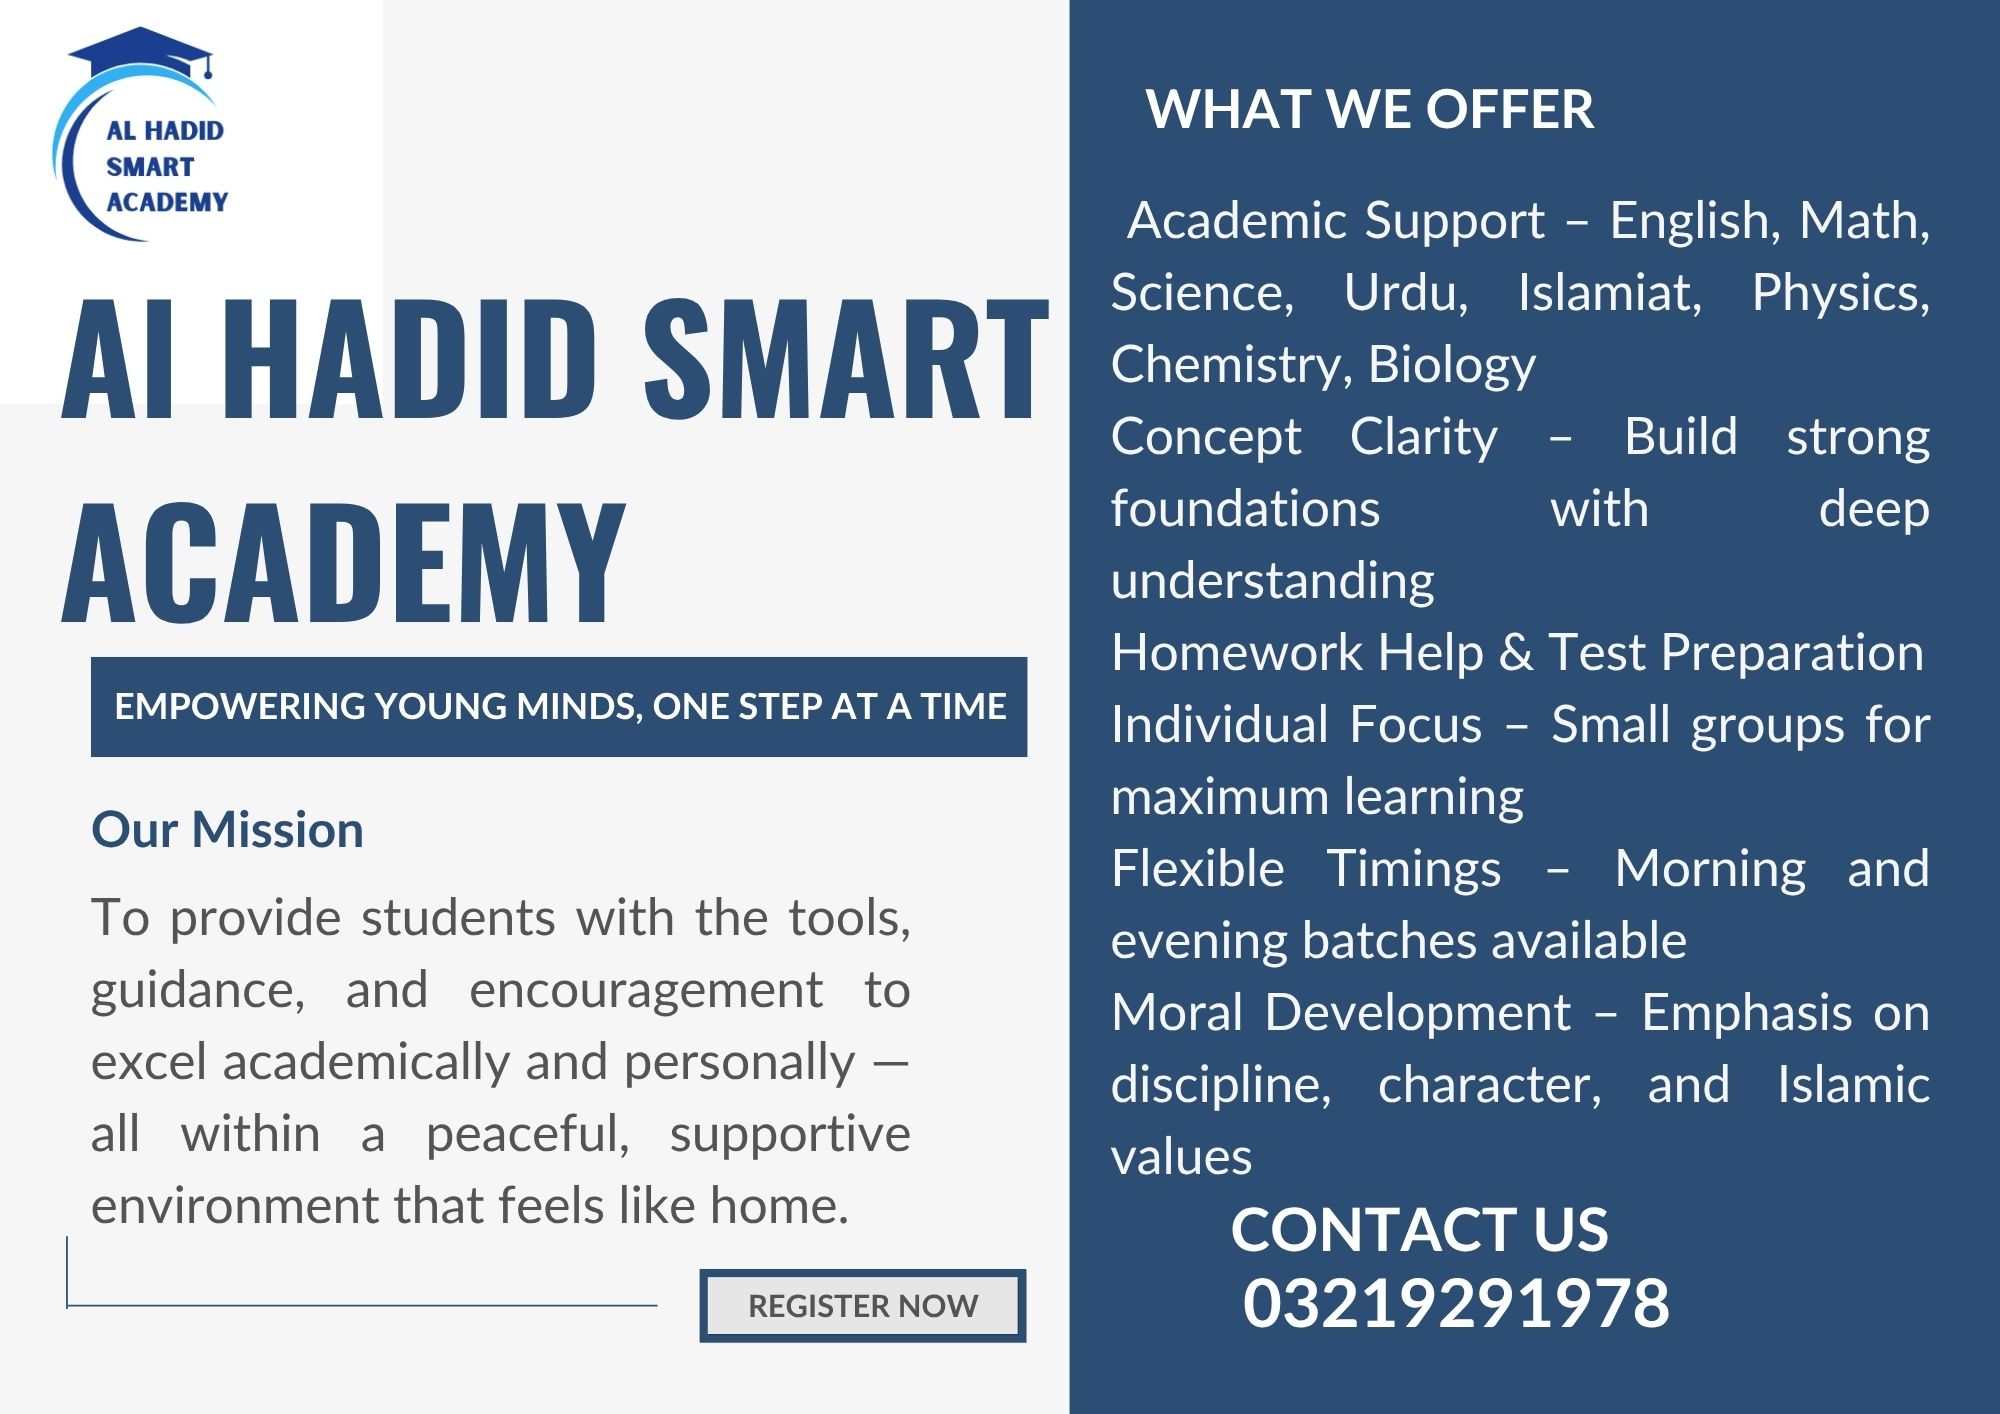 AL HADID
SMART
ACADEMY
Al HADID SMART
ACADEMY
EMPOWERING YOUNG MINDS, ONE STEP AT A TIME
Our Mission
To provide students with the tools,
guidance, and encouragement to
excel academically and personally —
all within a peaceful, supportive
environment that feels like home.
REGISTER NOW
WHAT WE OFFER
Academic Support – English, Math,
Science, Urdu, Islamiat, Physics,
Chemistry, Biology
Concept Clarity – Build strong
foundations with deep
understanding
Homework Help & Test Preparation
Individual Focus – Small groups for
maximum learning
Flexible Timings – Morning and
evening batches available
Moral Development – Emphasis on
discipline, character, and Islamic
values
CONTACT US
03219291978